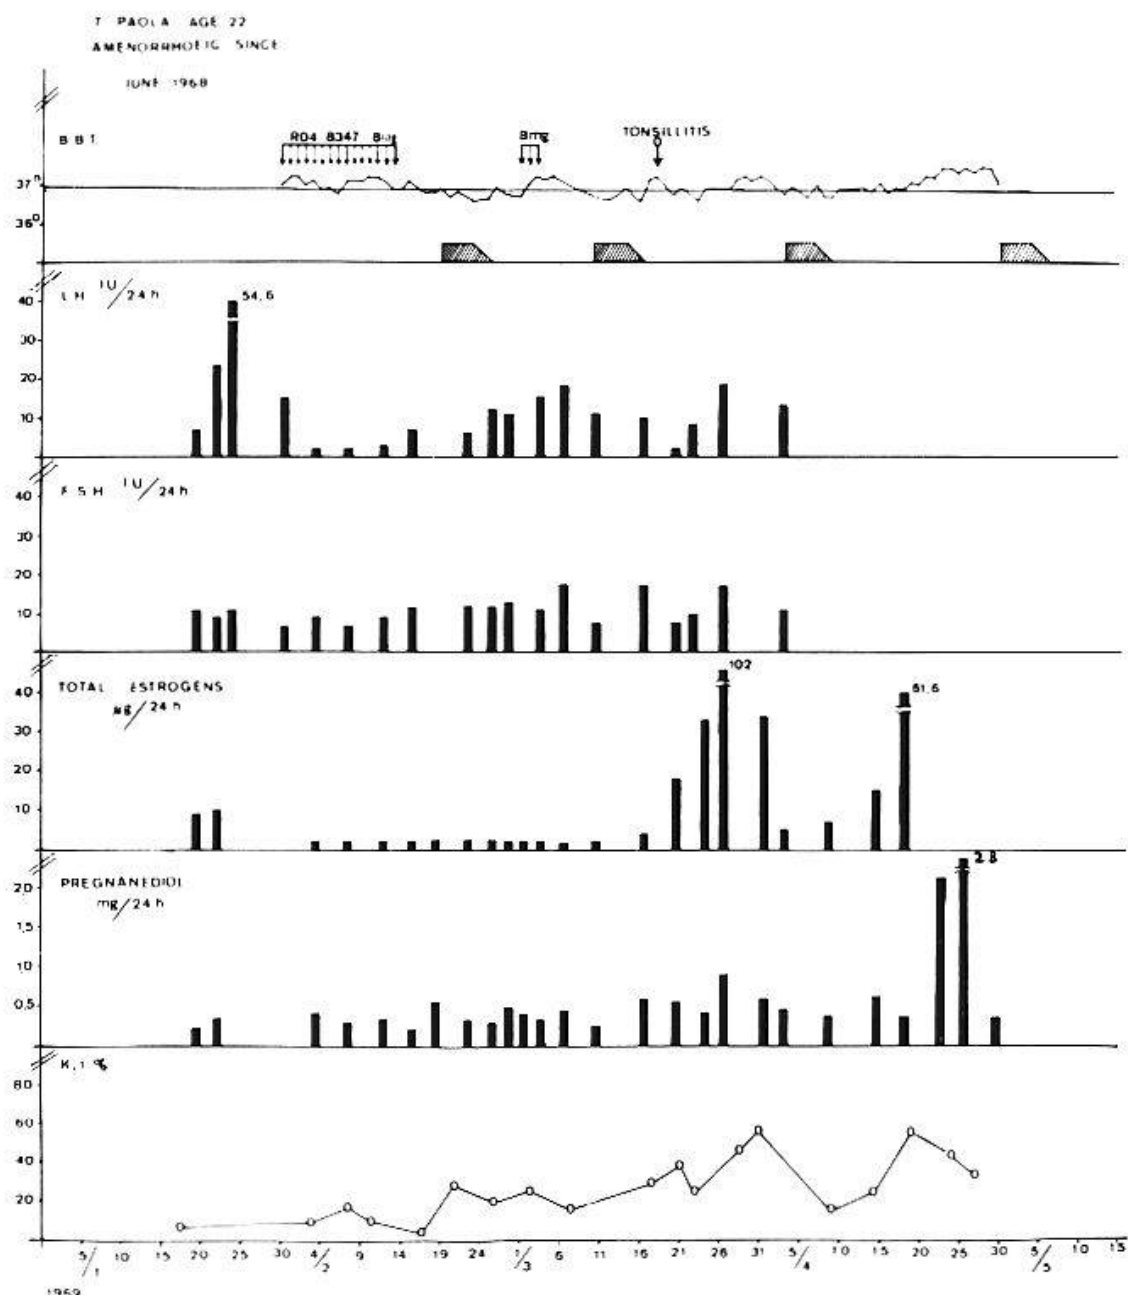 T PAOLA AGE 22
AMENORRHOEIC SINCE
JUNE 1968
B B T
RO4 8347 8mg
8mg
TONSILLITIS
37°
36°
LH IU/24 h
54,6
40
30
20
10
FSH IU/24 h
40
30
20
10
TOTAL ESTROGENS
µg/24 h
102
61,6
40
30
20
10
PREGNANEDIOL
mg/24 h
2,8
2,0
1,5
1,0
0,5
K.I %
80
60
40
20
5/1 10 15 20 25 30 4/2 9 14 19 24 1/3 6 11 16 21 26 31 5/4 10 15 20 25 30 5/5 10 15
1969